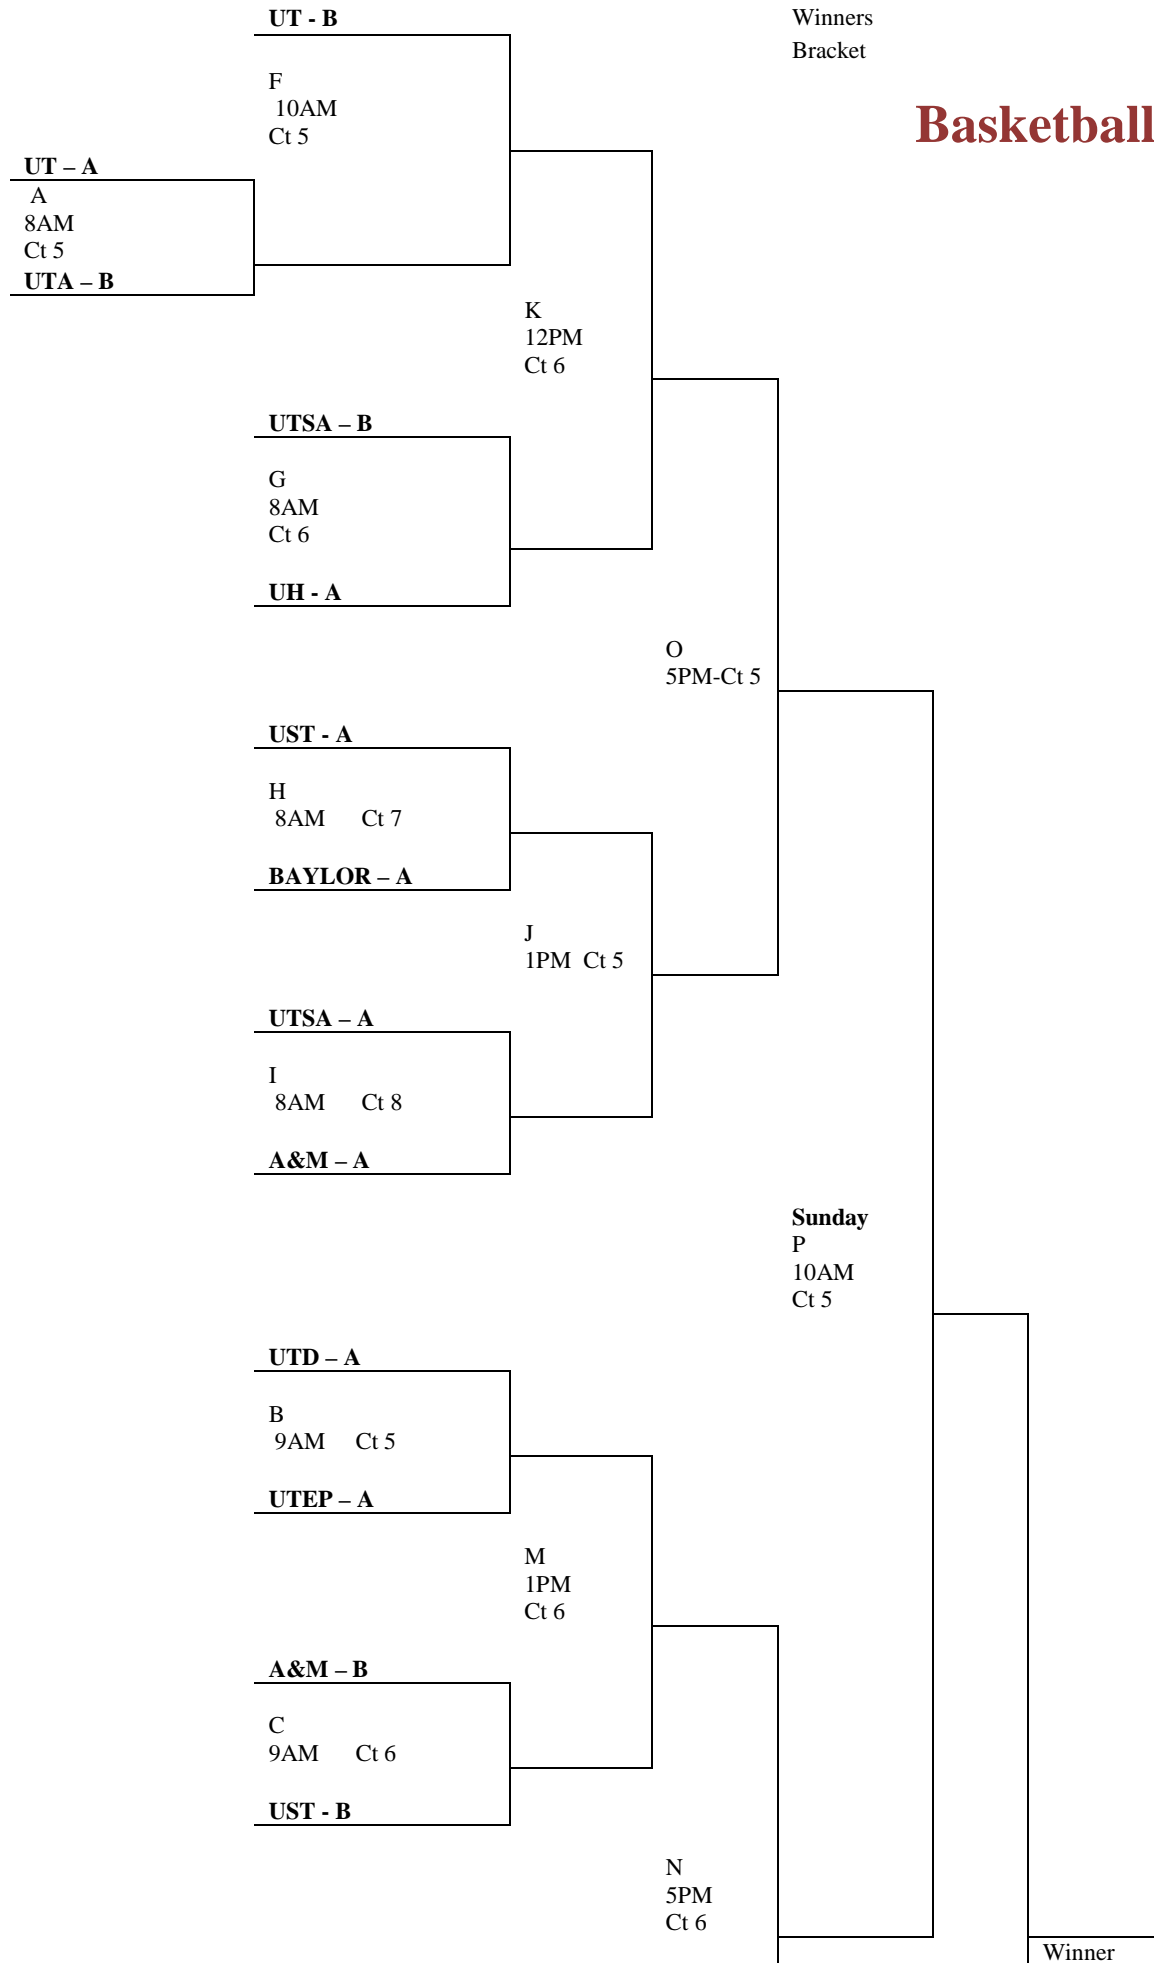 UT - B
Winners
Bracket
F
10AM
Ct 5
Basketball
UT – A
A
8AM
Ct 5
UTA – B
K
12PM
Ct 6
UTSA – B
G
8AM
Ct 6
UH - A
O
5PM-Ct 5
UST - A
H
8AM Ct 7
BAYLOR – A
J
1PM Ct 5
UTSA – A
I
8AM Ct 8
A&M – A
Sunday
P
10AM
Ct 5
UTD – A
B
9AM Ct 5
UTEP – A
M
1PM
Ct 6
A&M – B
C
9AM Ct 6
UST - B
N
5PM
Ct 6
Winner